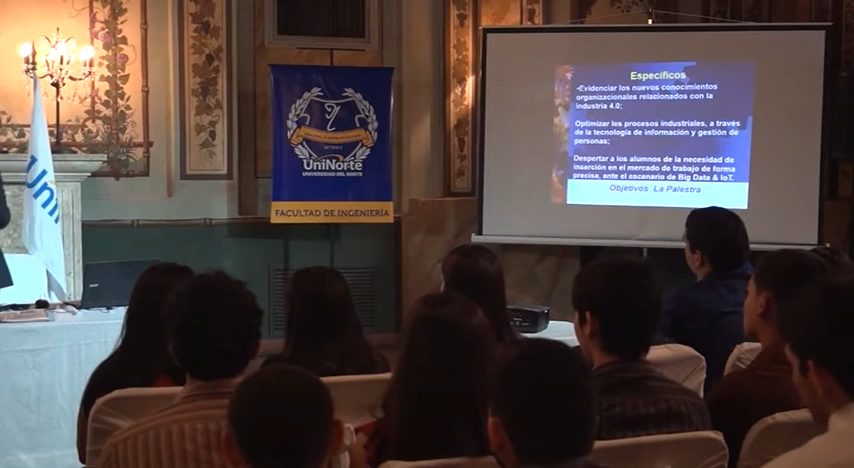 UniNorte
UNIVERSIDAD DEL NORTE
FACULTAD DE INGENIERÍA
Uni
Específicos
•Evidenciar los nuevos conocimientos
organizacionales relacionados con la
industria 4.0;
Optimizar los procesos industriales, a través
de la tecnología de información y gestión de
personas;
Despertar a los alumnos de la necesidad de
inserción en el mercado de trabajo de forma
precisa, ante el escenario de Big Data & IoT.
Objetivos La Palestra